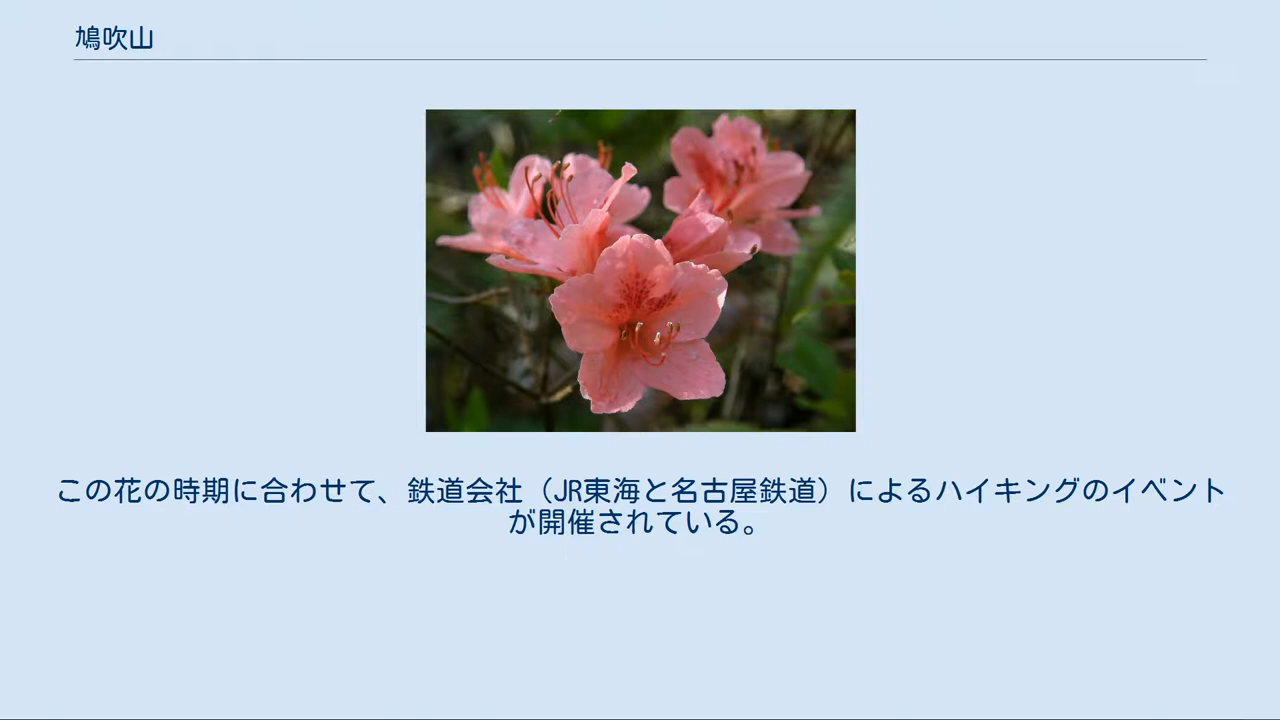 鳩吹山
この花の時期に合わせて、鉄道会社（JR東海と名古屋鉄道）によるハイキングのイベント
が開催されている。